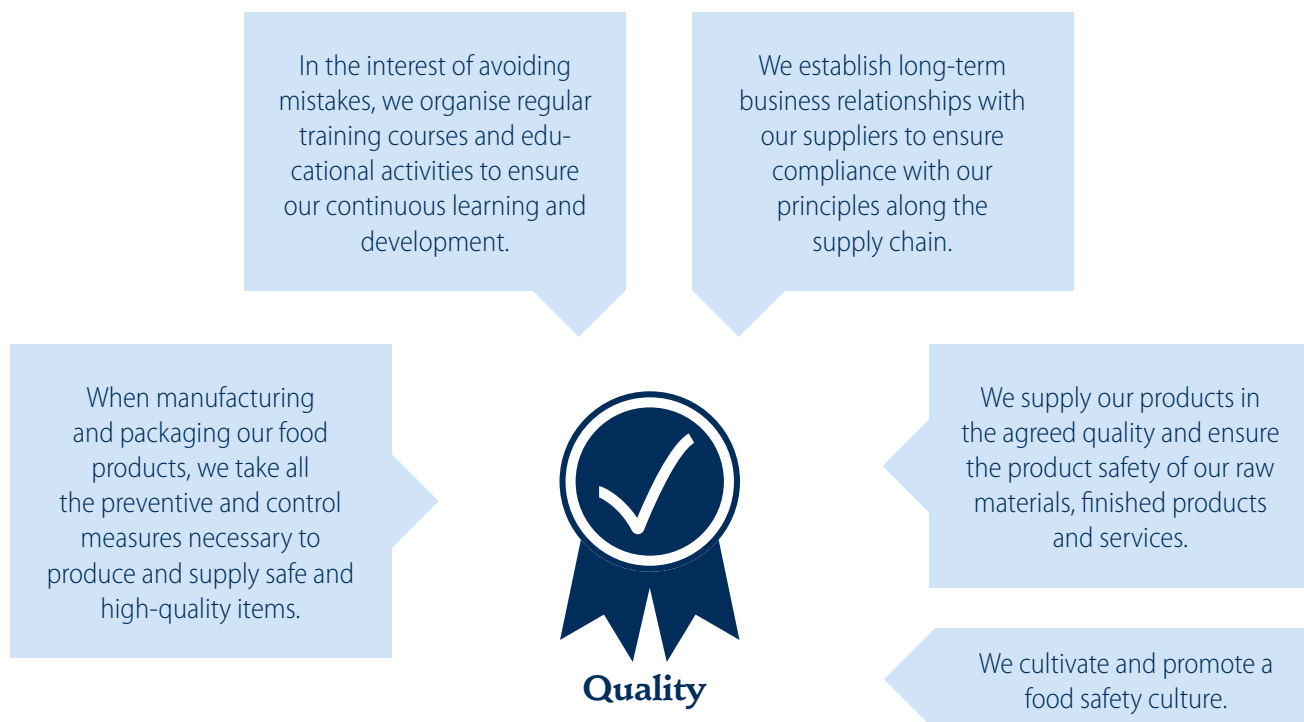 In the interest of avoiding
mistakes, we organise regular
training courses and edu-
cational activities to ensure
our continuous learning and
development.
We establish long-term
business relationships with
our suppliers to ensure
compliance with our
principles along the
supply chain.
When manufacturing
and packaging our food
products, we take all
the preventive and control
measures necessary to
produce and supply safe and
high-quality items.
We supply our products in
the agreed quality and ensure
the product safety of our raw
materials, finished products
and services.
We cultivate and promote a
food safety culture.
Quality